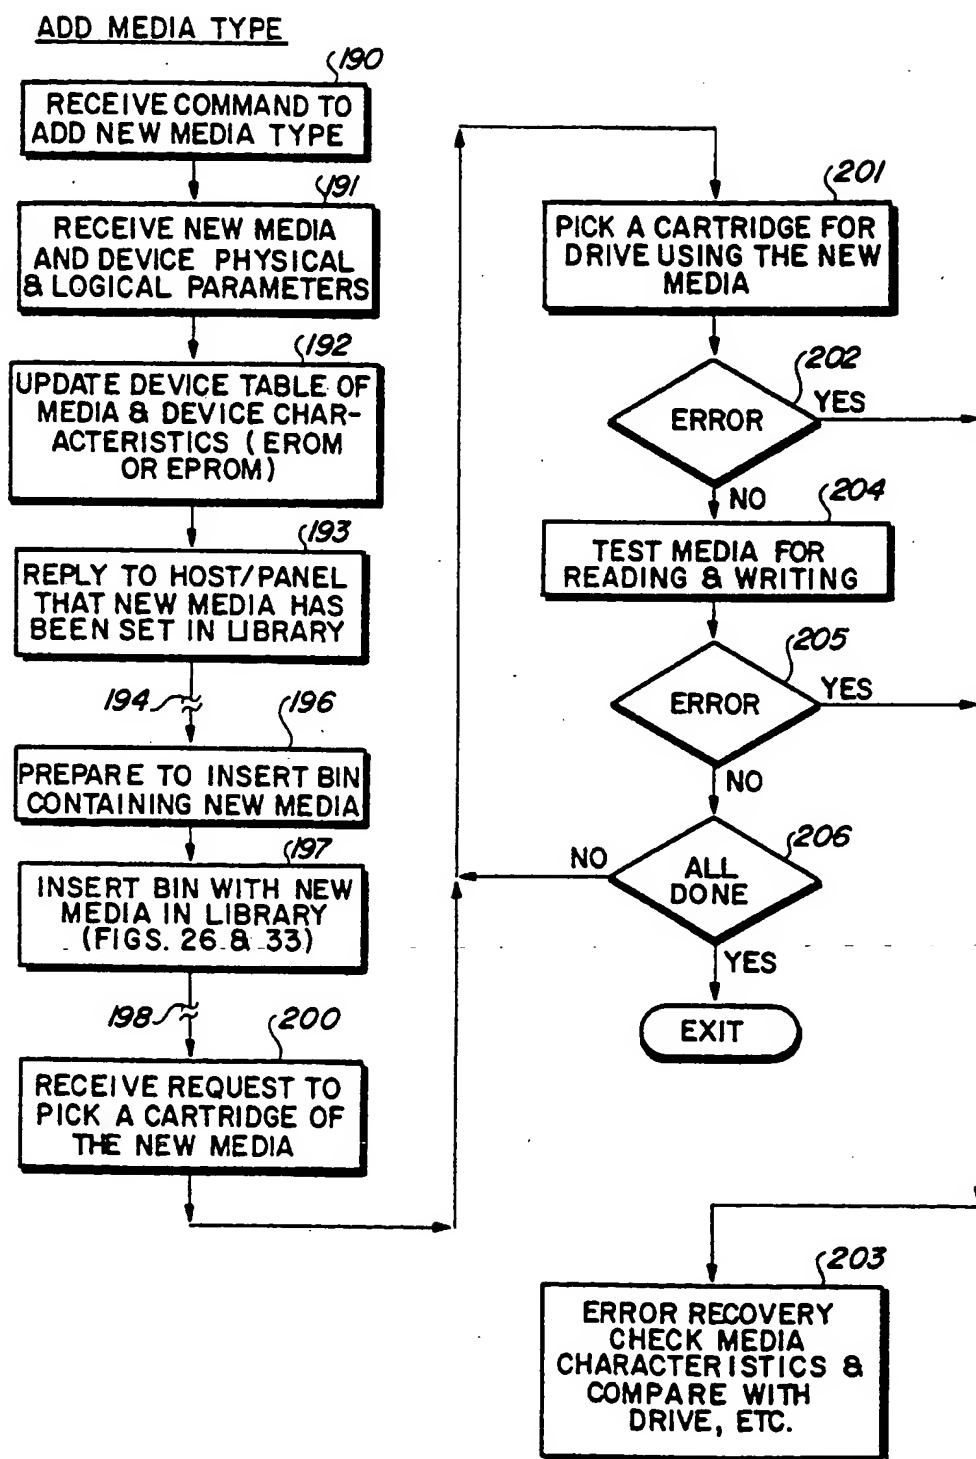 ADD MEDIA TYPE
190
RECEIVE COMMAND TO
ADD NEW MEDIA TYPE
191
RECEIVE NEW MEDIA
AND DEVICE PHYSICAL
& LOGICAL PARAMETERS
192
UPDATE DEVICE TABLE OF
MEDIA & DEVICE CHAR-
ACTERISTICS (EROM
OR EPROM)
193
REPLY TO HOST/PANEL
THAT NEW MEDIA HAS
BEEN SET IN LIBRARY
194
196
PREPARE TO INSERT BIN
CONTAINING NEW MEDIA
197
INSERT BIN WITH NEW
MEDIA IN LIBRARY
(FIGS. 26 & 33)
198
200
RECEIVE REQUEST TO
PICK A CARTRIDGE OF
THE NEW MEDIA
201
PICK A CARTRIDGE FOR
DRIVE USING THE NEW
MEDIA
202
ERROR
YES
NO
204
TEST MEDIA FOR
READING & WRITING
205
ERROR
YES
NO
206
NO
ALL
DONE
YES
EXIT
203
ERROR RECOVERY
CHECK MEDIA
CHARACTERISTICS &
COMPARE WITH
DRIVE, ETC.